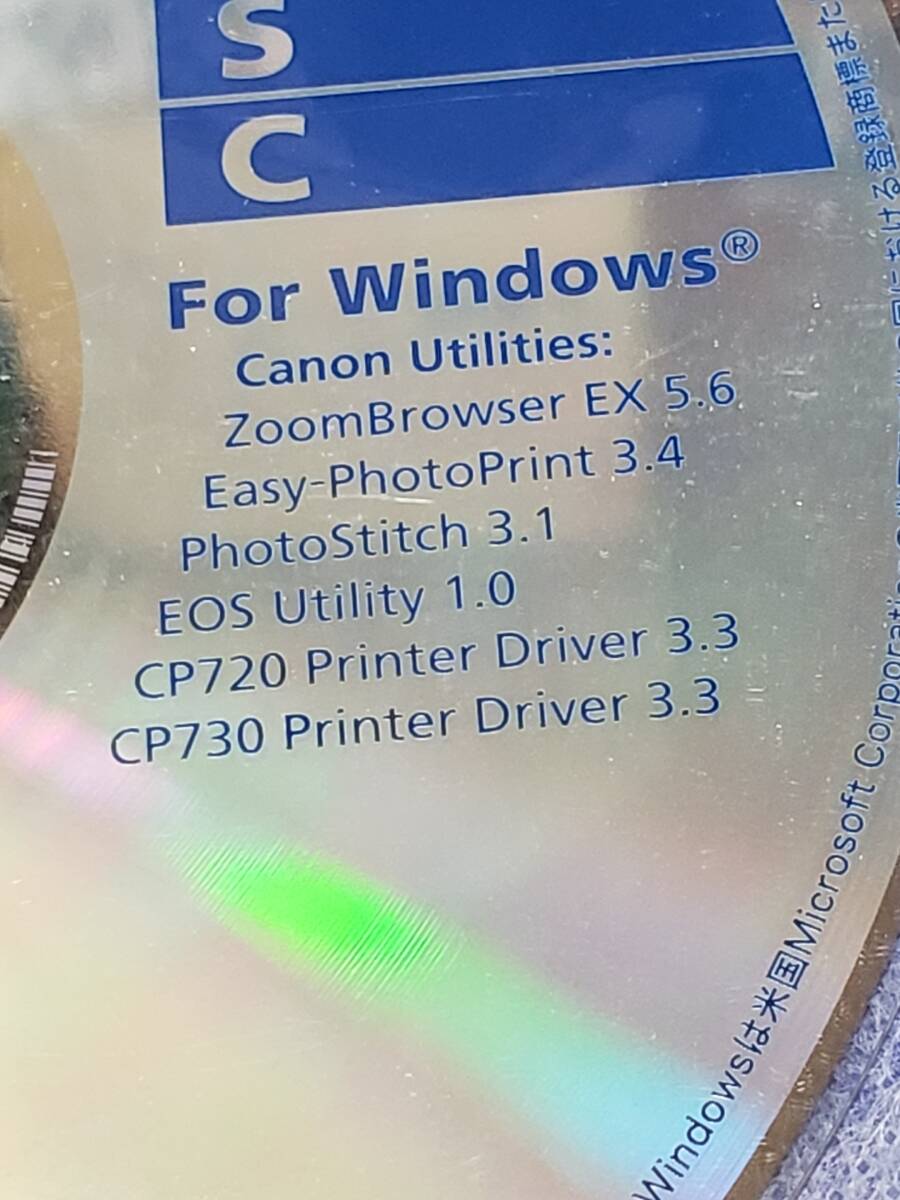 S
C
For Windows®
Canon Utilities:
ZoomBrowser EX 5.6
Easy-PhotoPrint 3.4
PhotoStitch 3.1
EOS Utility 1.0
CP720 Printer Driver 3.3
CP730 Printer Driver 3.3
Windowsは米国Microsoft Corporation における登録商標また